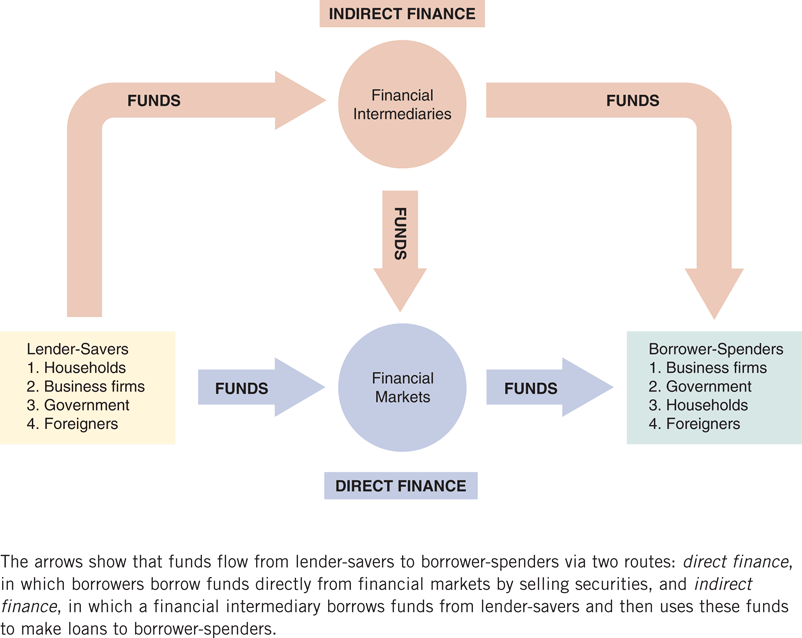 INDIRECT FINANCE
FUNDS
Financial
Intermediaries
FUNDS
FUNDS
Lender-Savers
1. Households
2. Business firms
3. Government
4. Foreigners
FUNDS
Financial
Markets
FUNDS
Borrower-Spenders
1. Business firms
2. Government
3. Households
4. Foreigners
DIRECT FINANCE
The arrows show that funds flow from lender-savers to borrower-spenders via two routes: direct finance,
in which borrowers borrow funds directly from financial markets by selling securities, and indirect
finance, in which a financial intermediary borrows funds from lender-savers and then uses these funds
to make loans to borrower-spenders.